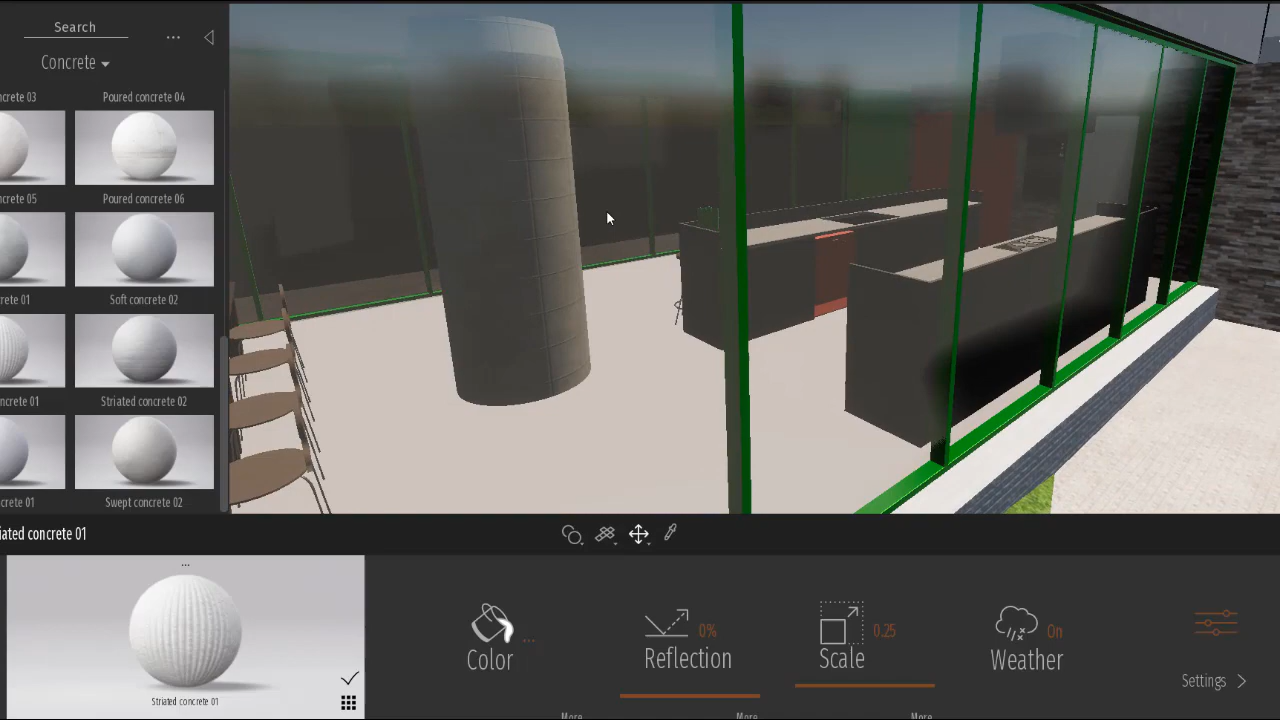 Search
...
Concrete
crete 03
Poured concrete 04
crete 05
Poured concrete 06
rete 01
Soft concrete 02
ncrete 01
Striated concrete 02
crete 01
Swept concrete 02
iated concrete 01
...
Striated concrete 01
Color
...
Reflection
0%
Scale
0.25
Weather
On
Settings
More
More
More